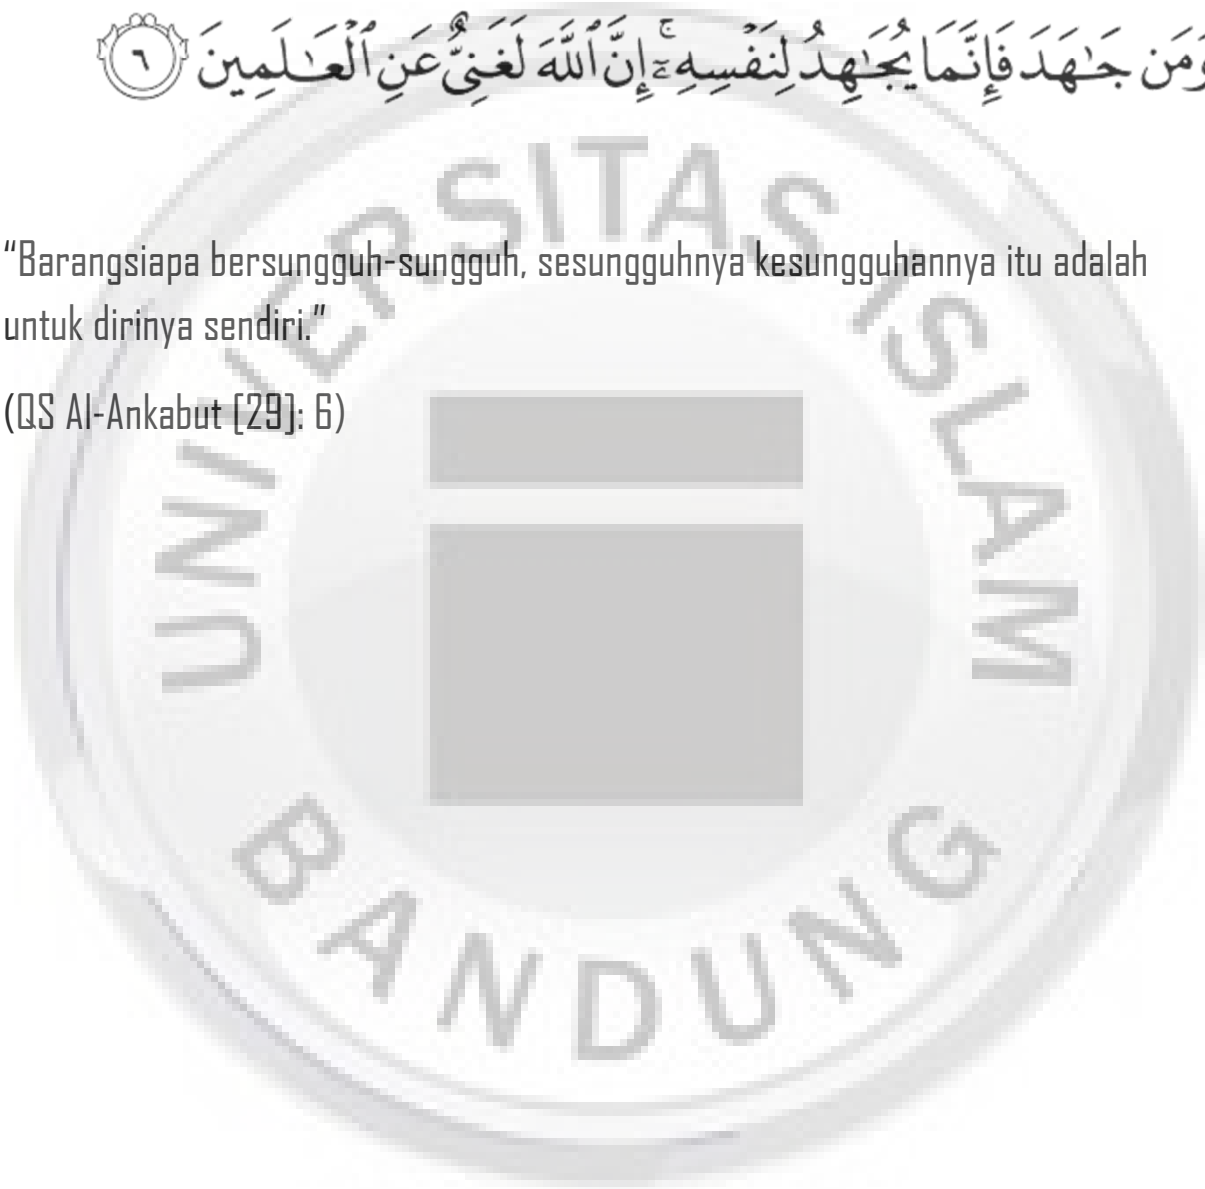 وَمَن جَـٰهَدَ فَإِنَّمَا يُجَـٰهِدُ لِنَفْسِهِۦٓ ۚ إِنَّ ٱللَّهَ لَغَنِىٌّ عَنِ ٱلْعَـٰلَمِينَ ٦
“Barangsiapa bersungguh-sungguh, sesungguhnya kesungguhannya itu adalah
untuk dirinya sendiri.”
(QS Al-Ankabut [29]: 6)
UNIVERSITAS ISLAM
BANDUNG